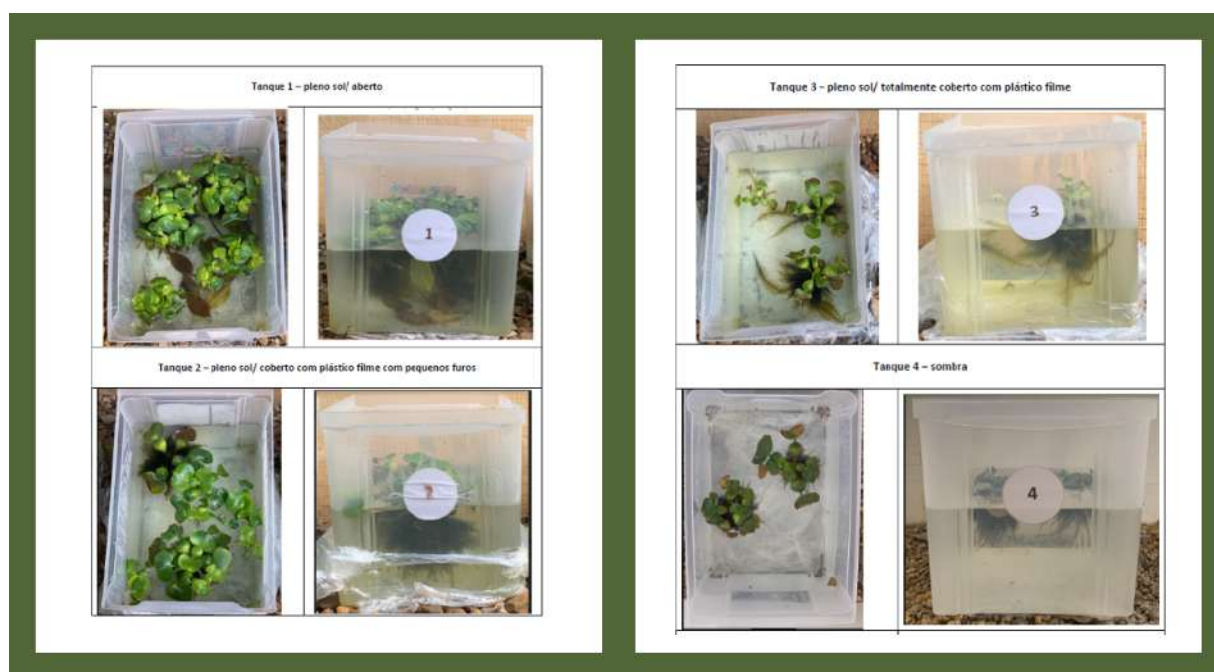 Tanque 1 – pleno sol/ aberto
1
Tanque 2 – pleno sol/ coberto com plástico filme com pequenos furos
Tanque 3 – pleno sol/ totalmente coberto com plástico filme
3
Tanque 4 – sombra
4